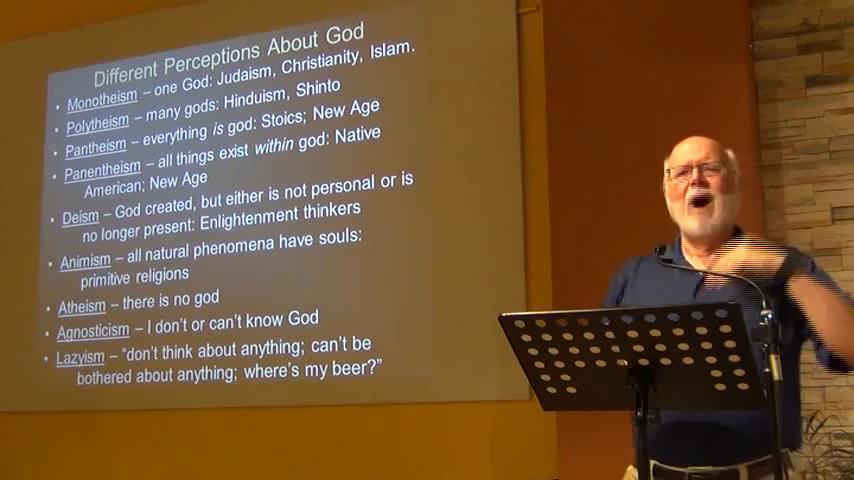 Different Perceptions About God
• Monotheism – one God: Judaism, Christianity, Islam.
• Polytheism – many gods: Hinduism, Shinto
• Pantheism – everything is god: Stoics; New Age
• Panentheism – all things exist within god: Native
American; New Age
• Deism – God created, but either is not personal or is
no longer present: Enlightenment thinkers
• Animism – all natural phenomena have souls:
primitive religions
• Atheism – there is no god
• Agnosticism – I don't or can't know God
• Lazyism – “don't think about anything; can't be
bothered about anything; where's my beer?”